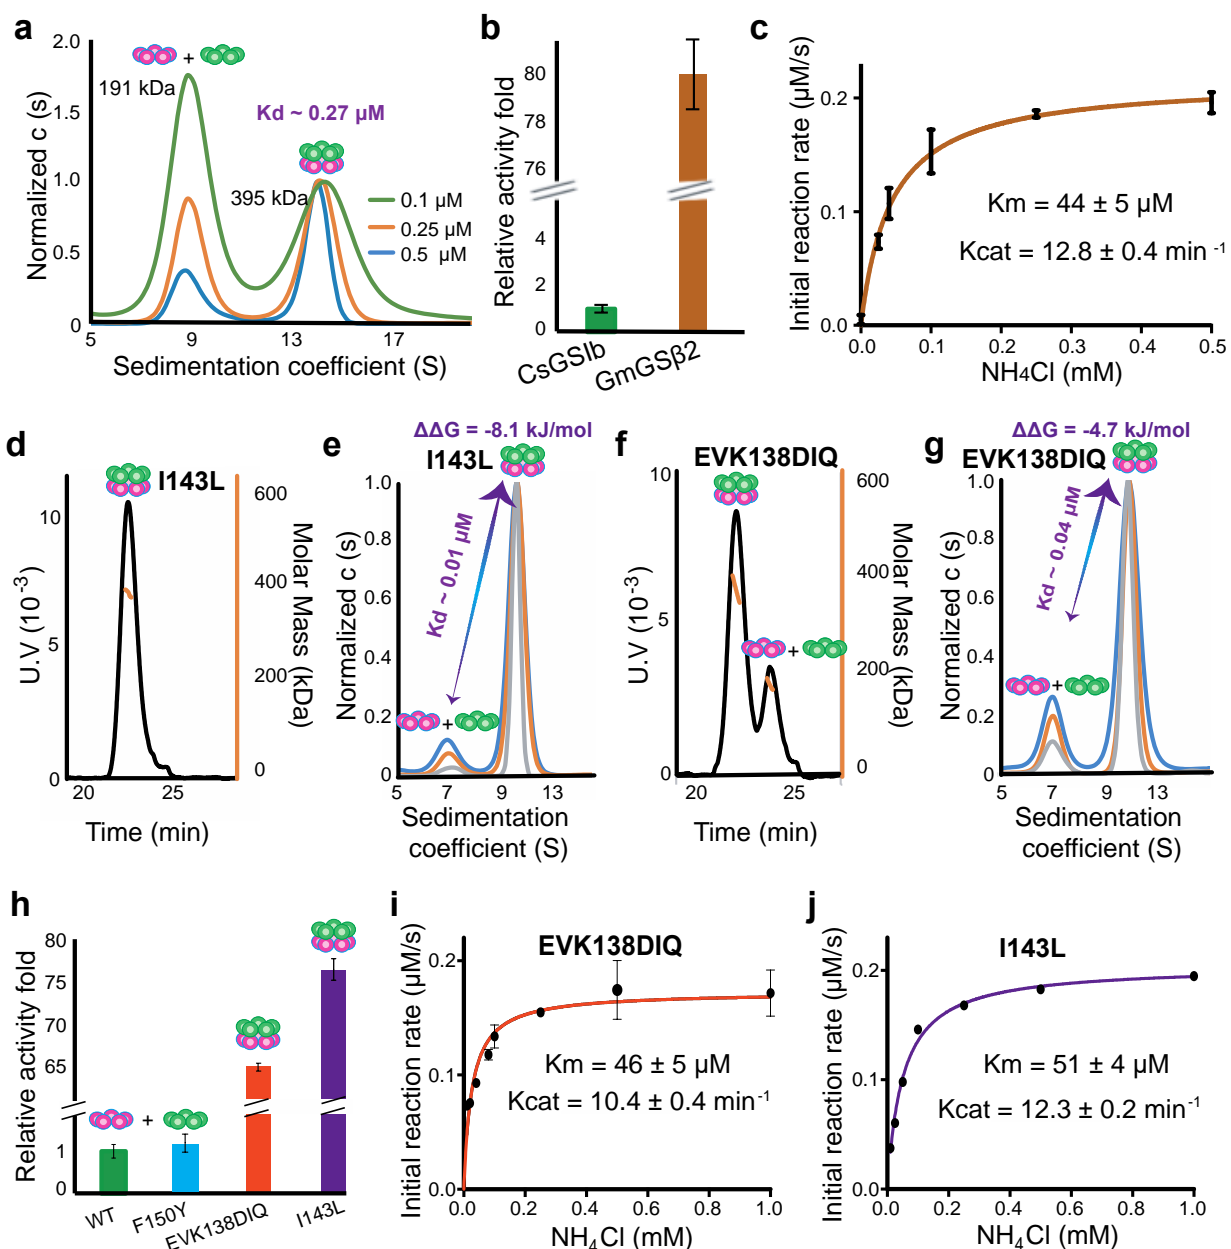 a
2.0
1.5
1.0
0.5
0
Normalized c (s)
+
191 kDa
Kd ~ 0.27 µM
395 kDa
0.1 µM
0.25 µM
0.5 µM
5
9
13
17
Sedimentation coefficient (S)
b
Relative activity fold
80
78
76
4
2
0
CsGSIb
GmGSβ2
c
Initial reaction rate (µM/s)
0.2
0.1
0.0
Km = 44 ± 5 µM
Kcat = 12.8 ± 0.4 min -1
0.0
0.1
0.2
0.3
0.4
0.5
NH4Cl (mM)
d
I143L
U.V (10-3)
10
5
0
600
400
200
0
Molar Mass (kDa)
20
25
Time (min)
e
ΔΔG = -8.1 kJ/mol
I143L
Normalized c (s)
1.0
0.8
0.6
0.4
0.2
0
Kd ~ 0.01 µM
+
5
7
9
13
Sedimentation
coefficient (S)
f
EVK138DIQ
U.V (10-3)
10
5
0
+
600
400
200
0
Molar Mass (kDa)
20
25
Time (min)
g
ΔΔG = -4.7 kJ/mol
EVK138DIQ
Normalized c (s)
1.0
0.8
0.6
0.4
0.2
0
Kd ~ 0.04 µM
+
5
7
9
13
Sedimentation
coefficient (S)
h
Relative activity fold
80
75
70
65
1
0
+
WT
F150Y
EVK138DIQ
I143L
i
EVK138DIQ
Initial reaction rate (µM/s)
0.2
0.1
0.0
Km = 46 ± 5 µM
Kcat = 10.4 ± 0.4 min-1
0.0
0.2
0.4
0.6
0.8
1.0
NH4Cl (mM)
j
I143L
Initial reaction rate (µM/s)
0.2
0.1
0.0
Km = 51 ± 4 µM
Kcat = 12.3 ± 0.2 min-1
0.0
0.2
0.4
0.6
0.8
1.0
NH4Cl (mM)